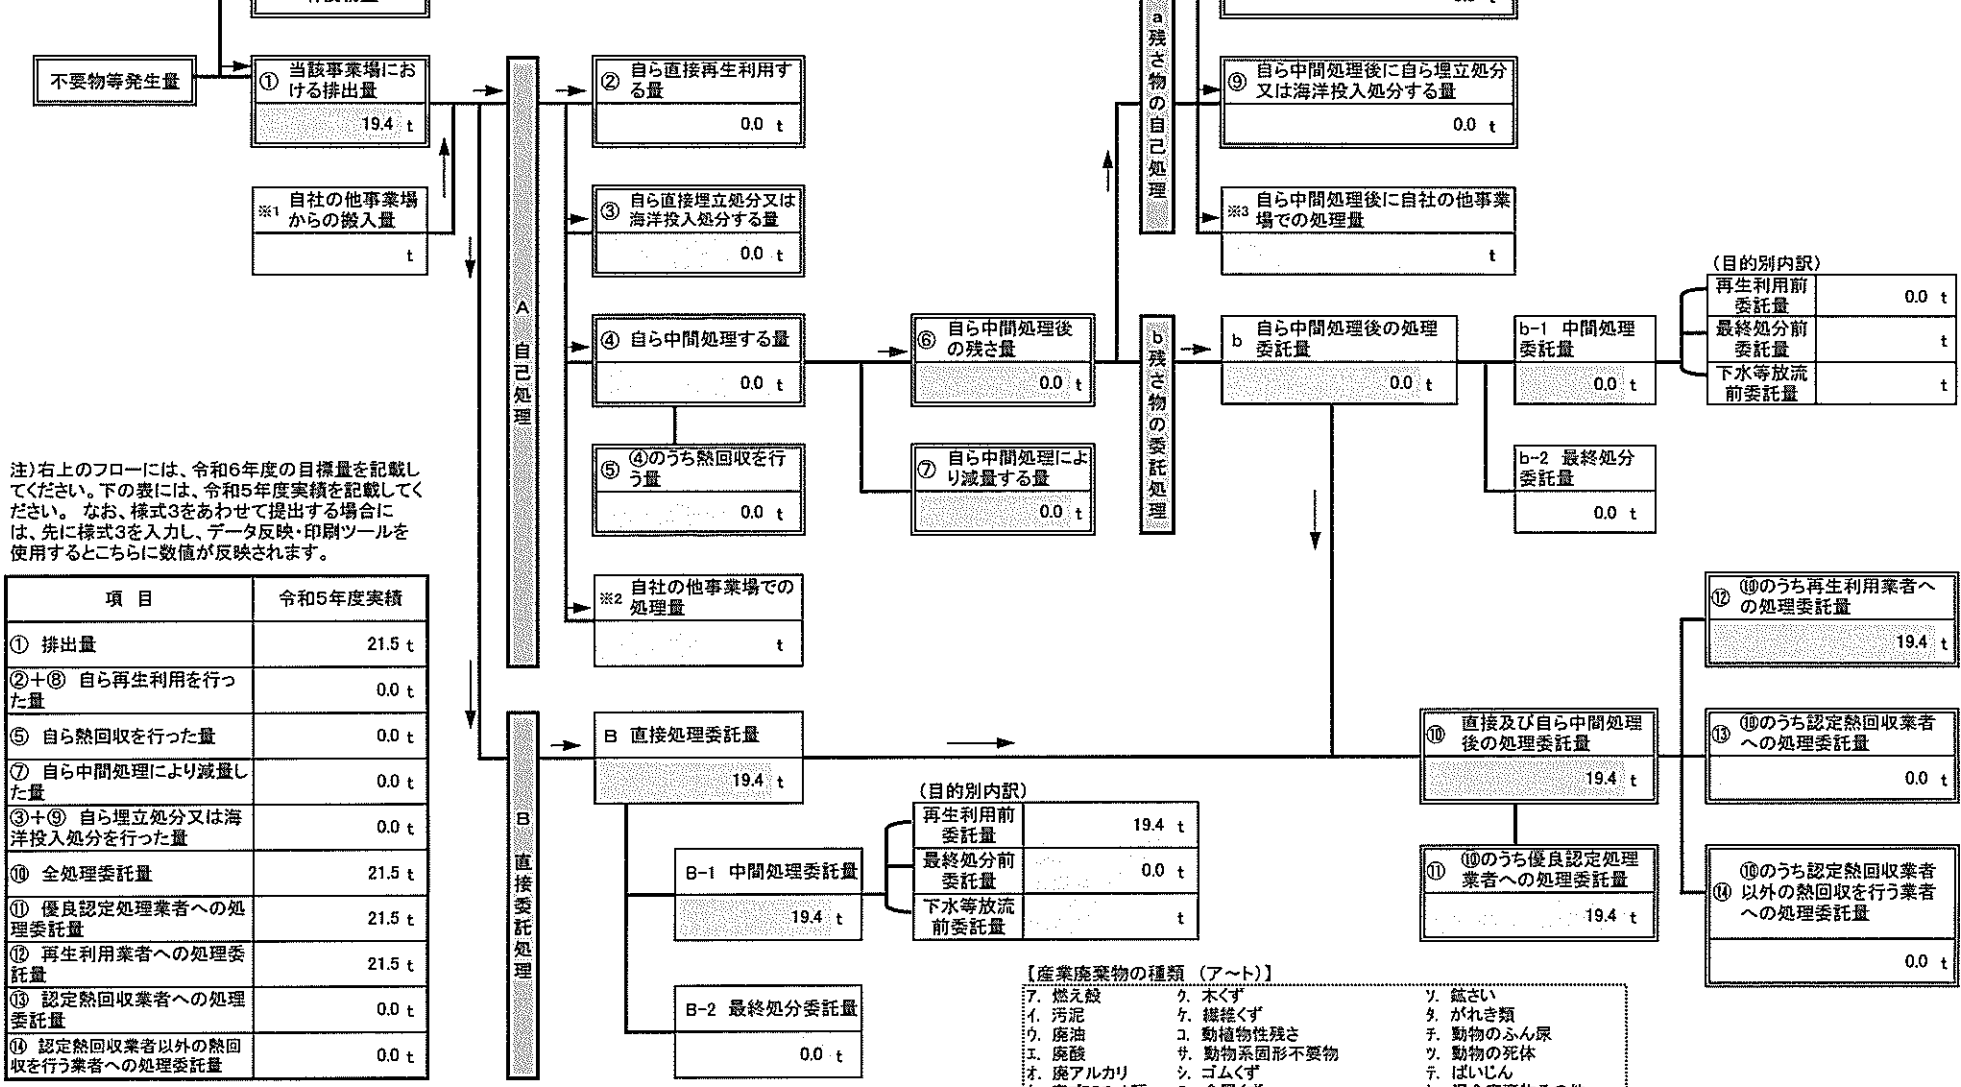 不要物等発生量
① 当該事業場にお
ける排出量
19.4 t
※1 自社の他事業場
からの搬入量
t
A 自己処理
② 自ら直接再生利用す
る量
0.0 t
③ 自ら直接埋立処分又は
海洋投入処分する量
0.0 t
④ 自ら中間処理する量
0.0 t
⑤ ④のうち熱回収を行
う量
0.0 t
※2 自社の他事業場での
処理量
t
⑥ 自ら中間処理後
の残さ量
0.0 t
⑦ 自ら中間処理によ
り減量する量
0.0 t
a 残さ物の自己処理
⑨ 自ら中間処理後に自ら埋立処分
又は海洋投入処分する量
0.0 t
※3 自ら中間処理後に自社の他事業
場での処理量
t
b 残さ物の委託処理
b 自ら中間処理後の処理
委託量
0.0 t
b-1 中間処理
委託量
0.0 t
(目的別内訳)
再生利用前
委託量
0.0 t
最終処分前
委託量
t
下水等放流
前委託量
t
b-2 最終処分
委託量
0.0 t
注)右上のフローには、令和6年度の目標量を記載し
てください。下の表には、令和5年度実績を記載してく
ださい。 なお、様式3をあわせて提出する場合に
は、先に様式3を入力し、データ反映・印刷ツールを
使用するとこちらに数値が反映されます。
項 目 令和5年度実績
① 排出量 21.5 t
②+⑧ 自ら再生利用を行っ
た量 0.0 t
⑤ 自ら熱回収を行った量 0.0 t
⑦ 自ら中間処理により減量し
た量 0.0 t
③+⑨ 自ら埋立処分又は海
洋投入処分を行った量 0.0 t
⑩ 全処理委託量 21.5 t
⑪ 優良認定処理業者への処
理委託量 21.5 t
⑫ 再生利用業者への処理委
託量 21.5 t
⑬ 認定熱回収業者への処理
委託量 0.0 t
⑭ 認定熱回収業者以外の熱回
収を行う業者への処理委託量 0.0 t
B 直接委託処理
B 直接処理委託量
19.4 t
B-1 中間処理委託量
19.4 t
(目的別内訳)
再生利用前
委託量
19.4 t
最終処分前
委託量
0.0 t
下水等放流
前委託量
t
B-2 最終処分委託量
0.0 t
⑩ 直接及び自ら中間処理
後の処理委託量
19.4 t
⑪ ⑩のうち優良認定処理
業者への処理委託量
19.4 t
⑫ ⑩のうち再生利用業者へ
の処理委託量
19.4 t
⑬ ⑩のうち認定熱回収業者
への処理委託量
0.0 t
⑭ ⑩のうち認定熱回収業者
以外の熱回収を行う業者
への処理委託量
0.0 t
【産業廃棄物の種類 (ア～ト)】
ア. 燃え殻 ク. 木くず ソ. 鉱さい
イ. 汚泥 ケ. 繊維くず タ. がれき類
ウ. 廃油 コ. 動植物性残さ チ. 動物のふん尿
エ. 廃酸 サ. 動物系固形不要物 ツ. 動物の死体
オ. 廃アルカリ シ. ゴムくず テ. ばいじん